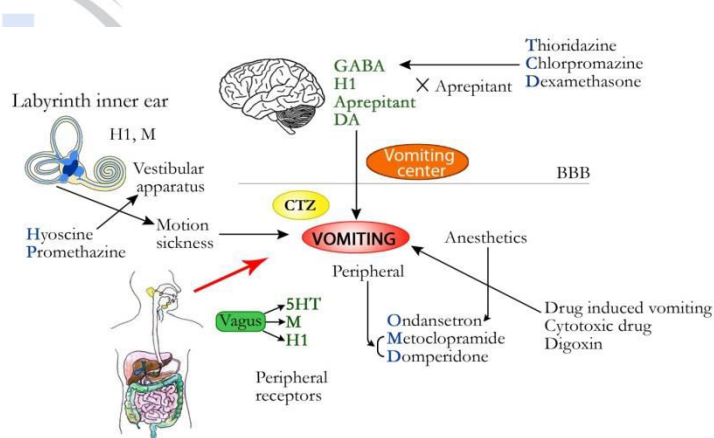 Thioridazine
Chlorpromazine
Dexamethasone
GABA
H1
Aprepitant
DA
Aprepitant
Labyrinth inner ear
H1, M
Vestibular
apparatus
Hyoscine
Promethazine
Motion
sickness
Vomiting
center
BBB
CTZ
VOMITING
Peripheral
Anesthetics
Vagus
5HT
M
H1
Peripheral
receptors
Ondansetron
Metoclopramide
Domperidone
Drug induced vomiting
Cytotoxic drug
Digoxin